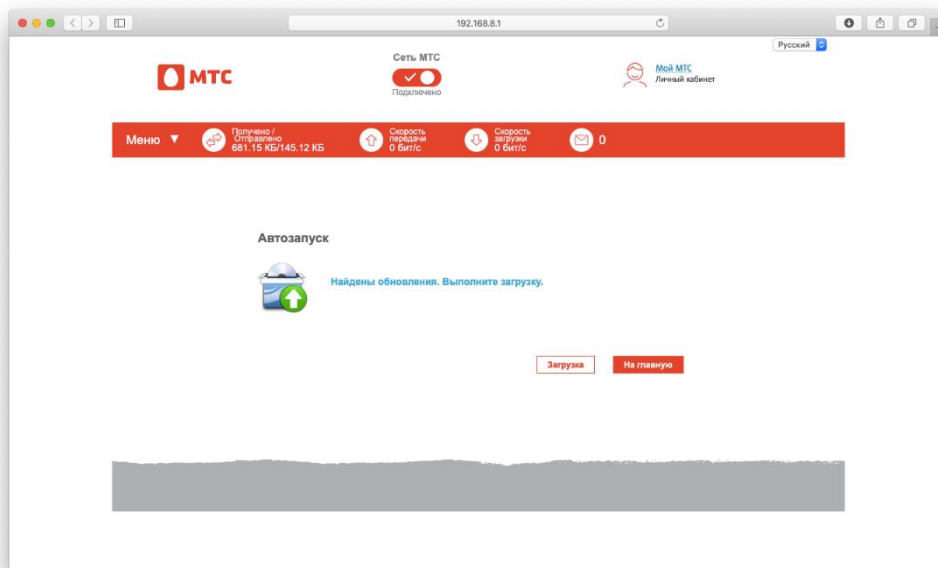 192.168.8.1
Русский
МТС
Сеть МТС
Подключено
Мой МТС
Личный кабинет
Меню ▼
Получено /
Отправлено
681.15 КБ/145.12 КБ
Скорость
передачи
0 бит/с
Скорость
загрузки
0 бит/с
0
Автозапуск
Найдены обновления. Выполните загрузку.
Загрузка
На главную